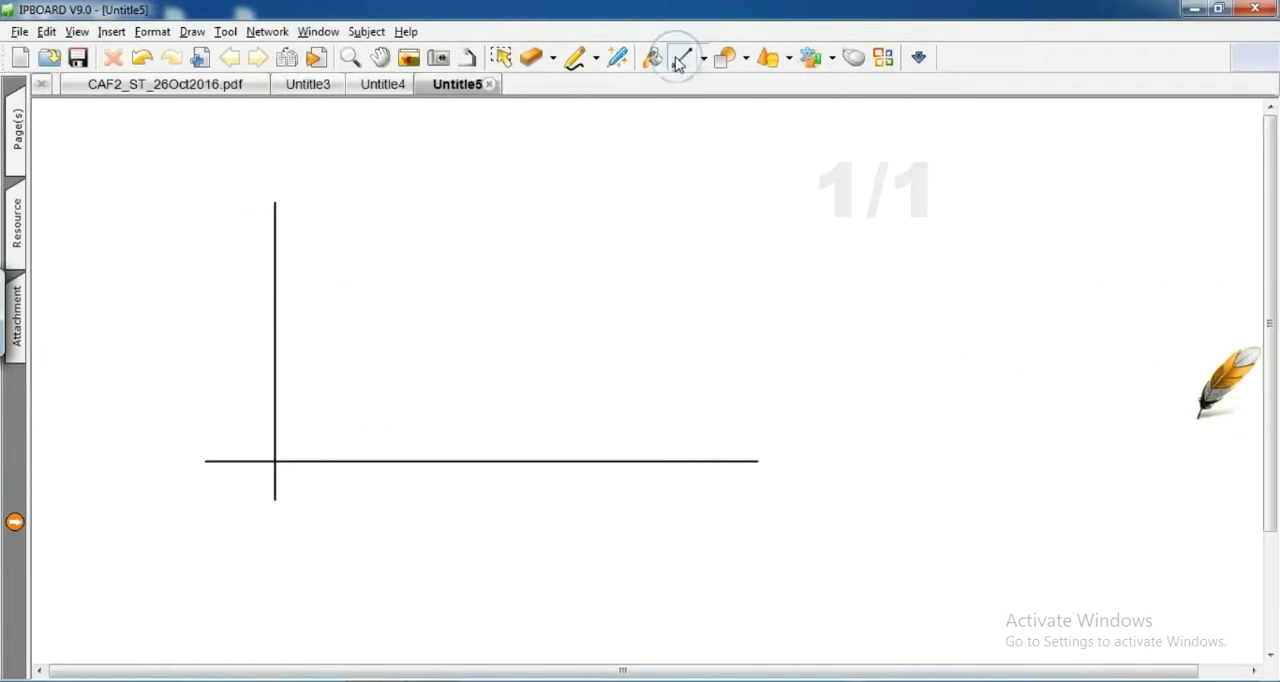 IPBOARD V9.0 - [Untitle5]
File Edit View Insert Format Draw Tool Network Window Subject Help
CAF2_ST_26Oct2016.pdf Untitle3 Untitle4 Untitle5
Page(s)
Resource
Attachment
1/1
Activate Windows
Go to Settings to activate Windows.